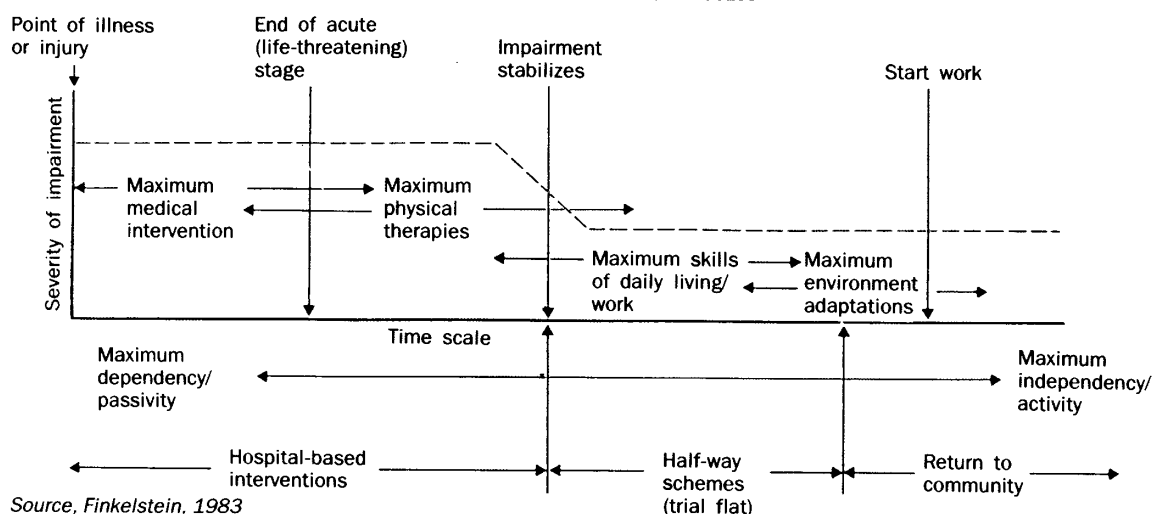 Point of illness
or injury
End of acute
(life-threatening)
stage
Impairment
stabilizes
Start work
Severity of impairment
Maximum
medical
intervention
Maximum
physical
therapies
Maximum skills
of daily living/
work
Maximum
environment
adaptations
Time scale
Maximum
dependency/
passivity
Maximum
independency/
activity
Hospital-based
interventions
Half-way
schemes
(trial flat)
Return to
community
Source, Finkelstein, 1983